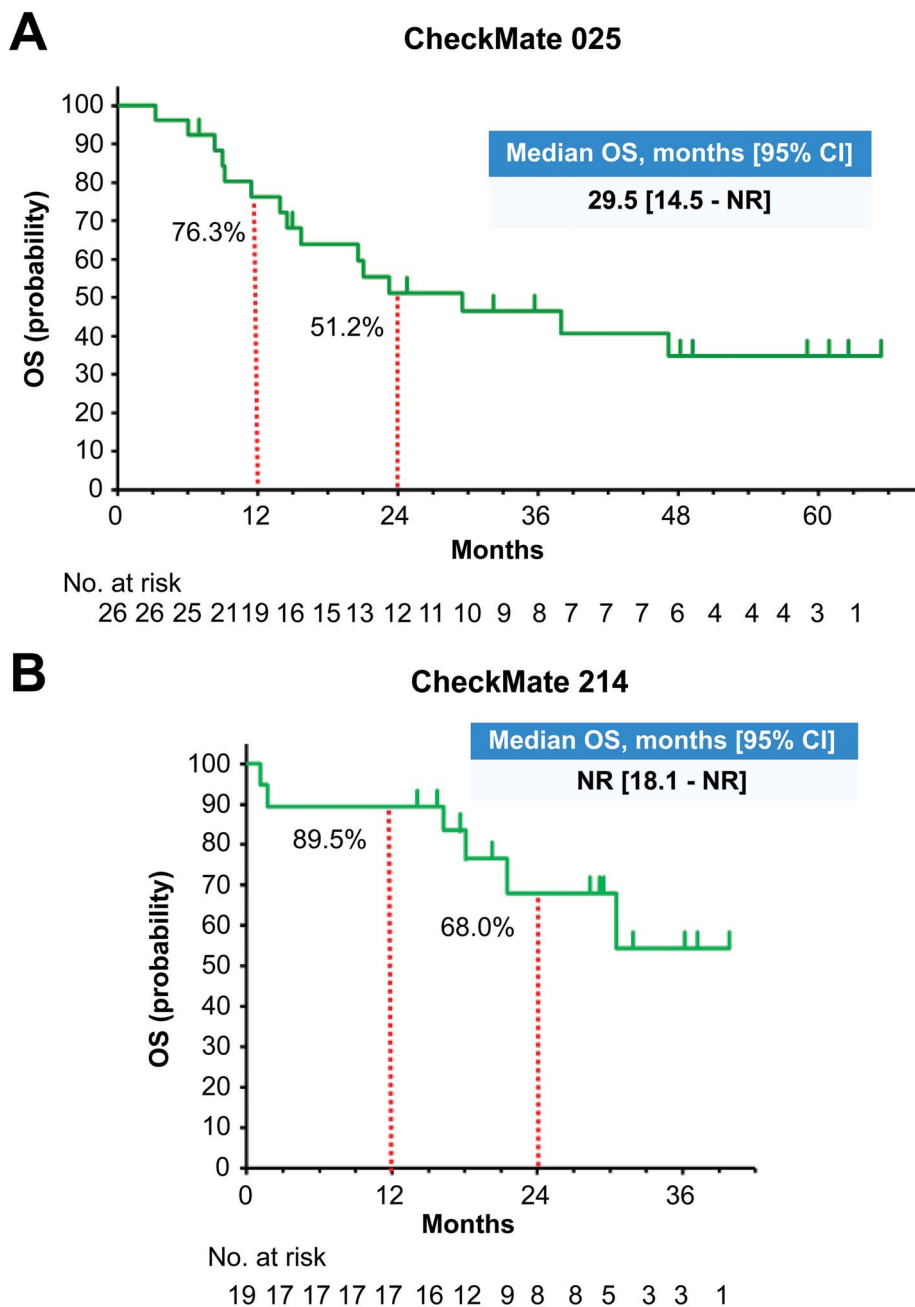 A
CheckMate 025
100
90
80
70
60
50
40
30
20
10
0
OS (probability)
Median OS, months [95% CI]
29.5 [14.5 - NR]
76.3%
51.2%
0 12 24 36 48 60
Months
No. at risk
26 26 25 21 19 16 15 13 12 11 10 9 8 7 7 7 6 4 4 4 3 1
B
CheckMate 214
Median OS, months [95% CI]
NR [18.1 - NR]
100
90
80
70
60
50
40
30
20
10
0
OS (probability)
89.5%
68.0%
0 12 24 36
Months
No. at risk
19 17 17 17 17 16 12 9 8 8 5 3 3 1